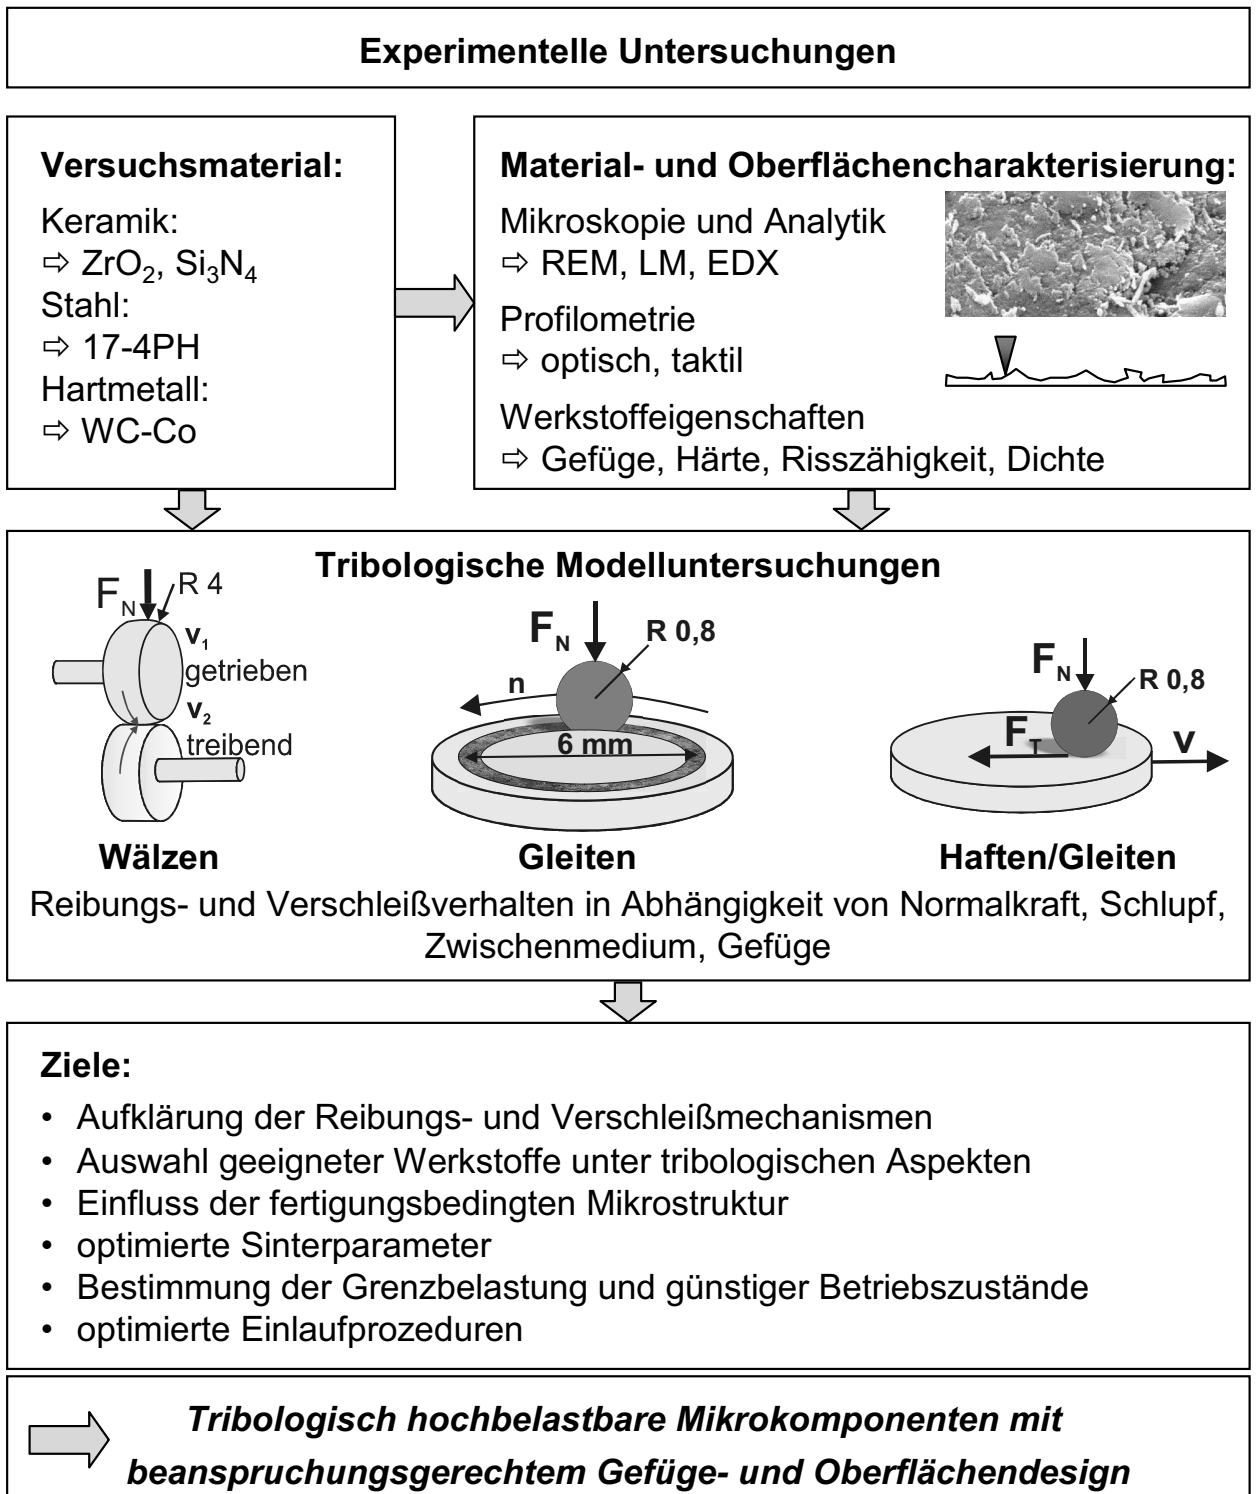 Experimentelle Untersuchungen
Versuchsmaterial:
Keramik:
⇨ ZrO₂, Si₃N₄
Stahl:
⇨ 17-4PH
Hartmetall:
⇨ WC-Co
Material- und Oberflächencharakterisierung:
Mikroskopie und Analytik
⇨ REM, LM, EDX
Profilometrie
⇨ optisch, taktil
Werkstoffeigenschaften
⇨ Gefüge, Härte, Risszähigkeit, Dichte
Tribologische Modelluntersuchungen
F_N
R 4
v₁
getrieben
v₂
treibend
Wälzen
F_N
R 0,8
n
6 mm
Gleiten
F_N
R 0,8
F_T
v
Haften/Gleiten
Reibungs- und Verschleißverhalten in Abhängigkeit von Normalkraft, Schlupf,
Zwischenmedium, Gefüge
Ziele:
• Aufklärung der Reibungs- und Verschleißmechanismen
• Auswahl geeigneter Werkstoffe unter tribologischen Aspekten
• Einfluss der fertigungsbedingten Mikrostruktur
• optimierte Sinterparameter
• Bestimmung der Grenzbelastung und günstiger Betriebszustände
• optimierte Einlaufprozeduren
Tribologisch hochbelastbare Mikrokomponenten mit
beanspruchungsgerechtem Gefüge- und Oberflächendesign